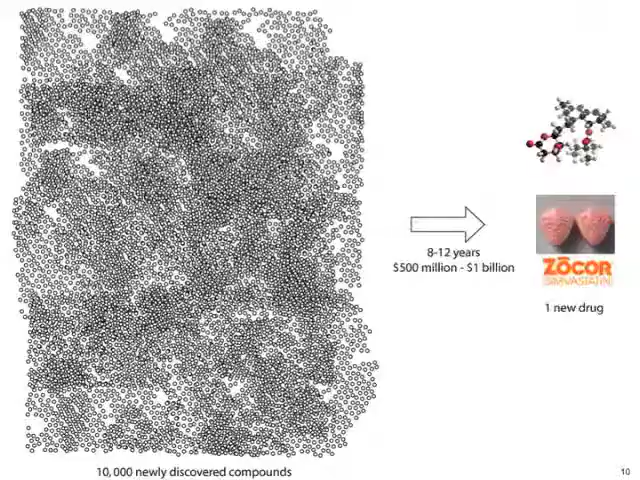 8-12 years
$500 million - $1 billion
ZOCOR
SIMVASTATIN
1 new drug
10,000 newly discovered compounds
10